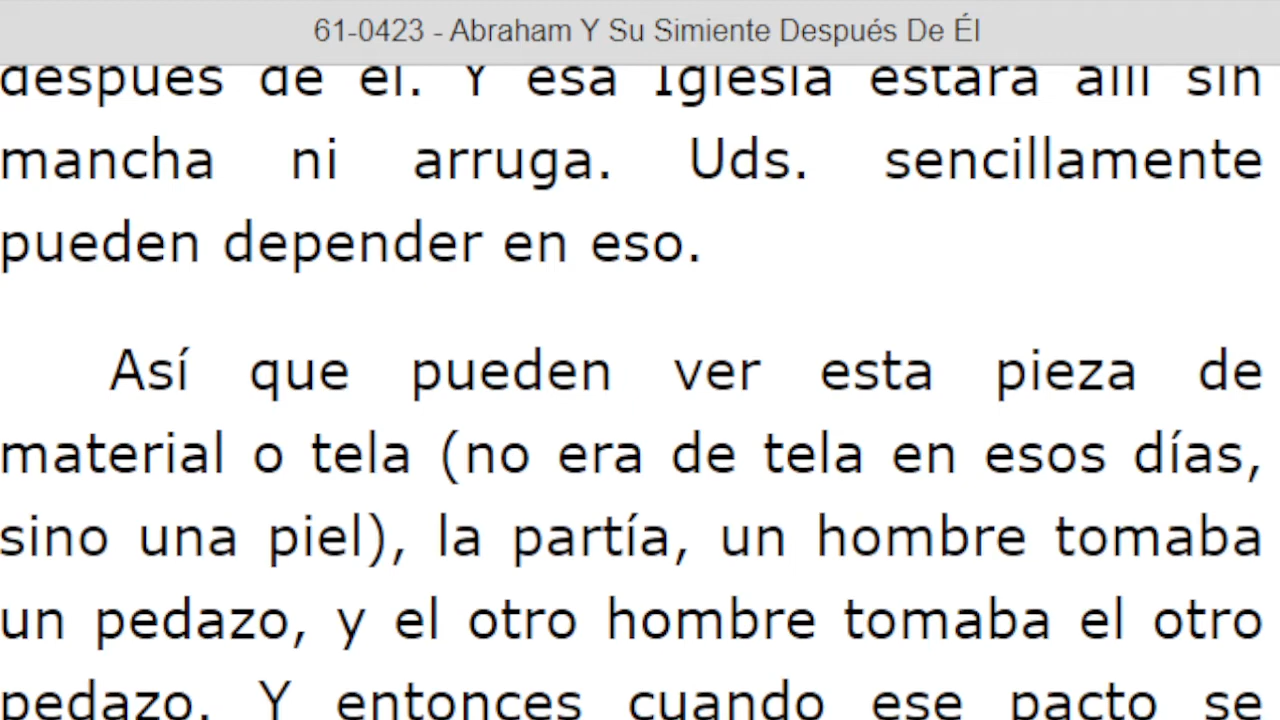 61-0423 - Abraham Y Su Simiente Después De Él
después de él. Y esa Iglesia estará allí sin
mancha ni arruga. Uds. sencillamente
pueden depender en eso.
Así que pueden ver esta pieza de
material o tela (no era de tela en esos días,
sino una piel), la partía, un hombre tomaba
un pedazo, y el otro hombre tomaba el otro
pedazo. Y entonces cuando ese pacto se